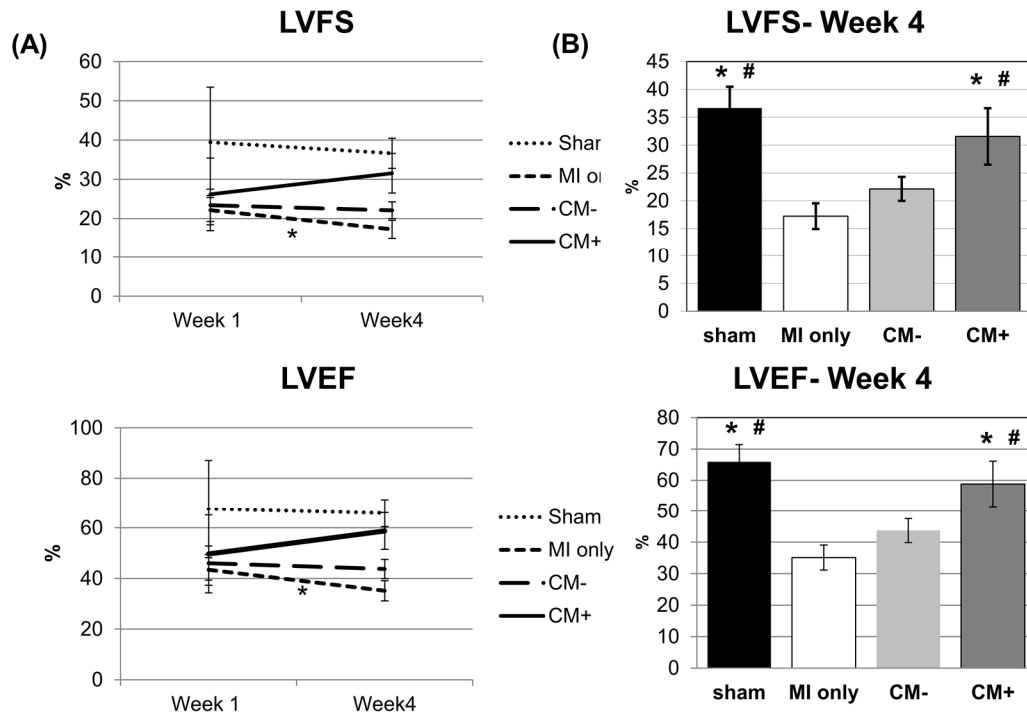 (A)
LVFS
60
50
40
30
20
10
0
%
*
Week 1
Week4
Sham
MI o
CM-
CM+
(B)
LVFS- Week 4
45
40
35
30
25
20
15
10
5
0
%
* #
* #
sham
MI only
CM-
CM+
LVEF
100
80
60
40
20
0
%
*
Week 1
Week4
Sham
MI only
CM-
CM+
LVEF- Week 4
80
70
60
50
40
30
20
10
0
%
* #
* #
sham
MI only
CM-
CM+